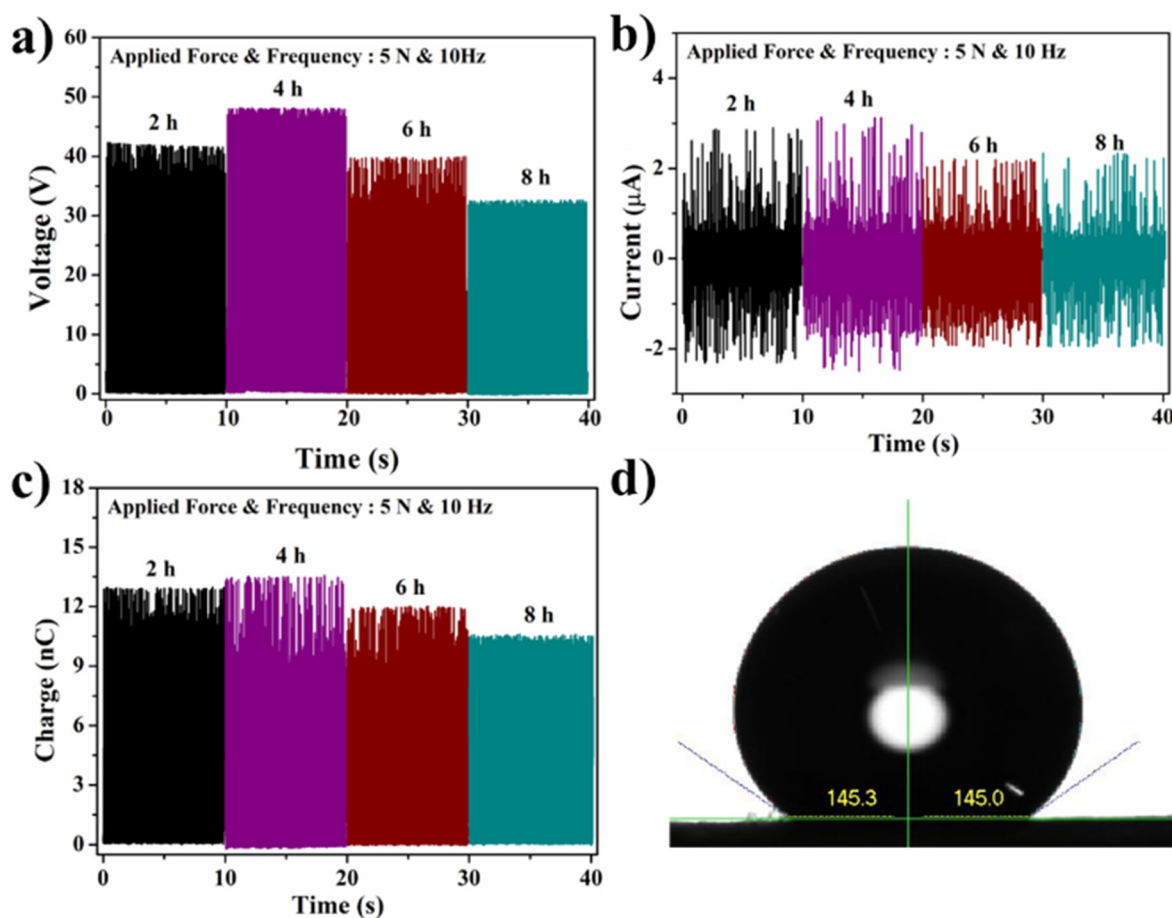 a)
Applied Force & Frequency : 5 N & 10Hz
60
50
40
30
20
10
0
Voltage (V)
2 h
4 h
6 h
8 h
0
10
20
30
40
Time (s)
b)
Applied Force & Frequency : 5 N & 10 Hz
4
2
0
-2
Current (μA)
2 h
4 h
6 h
8 h
0
10
20
30
40
Time (s)
c)
Applied Force & Frequency : 5 N & 10 Hz
18
15
12
9
6
3
0
Charge (nC)
2 h
4 h
6 h
8 h
0
10
20
30
40
Time (s)
d)
145.3
145.0